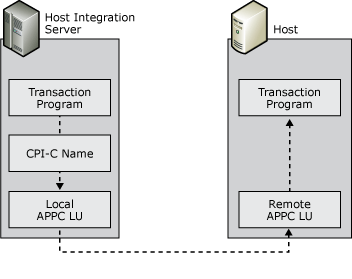 Host Integration
Server
Transaction
Program
CPI-C Name
Local
APPC LU
Host
Transaction
Program
Remote
APPC LU